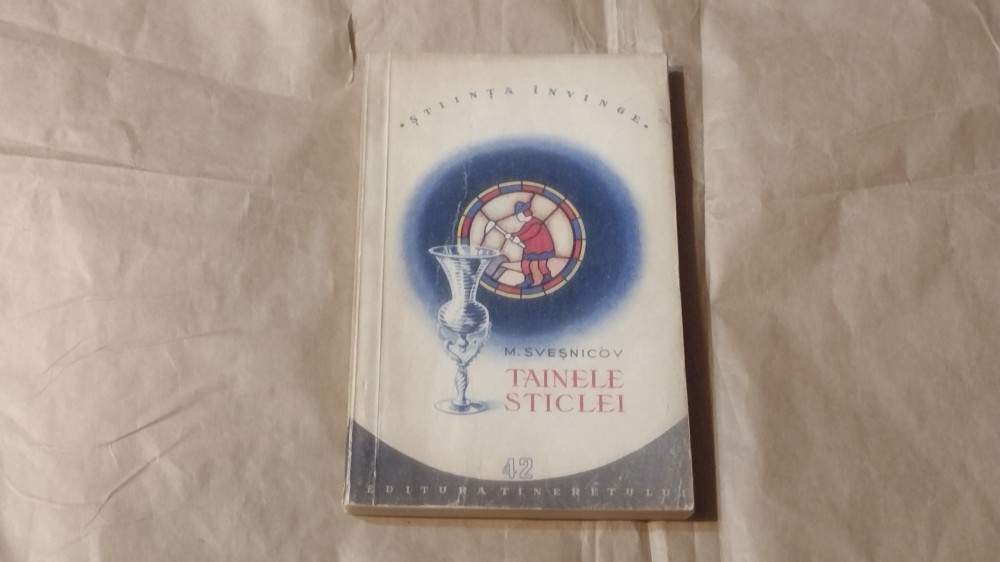 • ȘTIINȚA ÎNVINGE •
M. SVEȘNICOV
TAINELE
STICLEI
42
EDITURA TINERETULUI